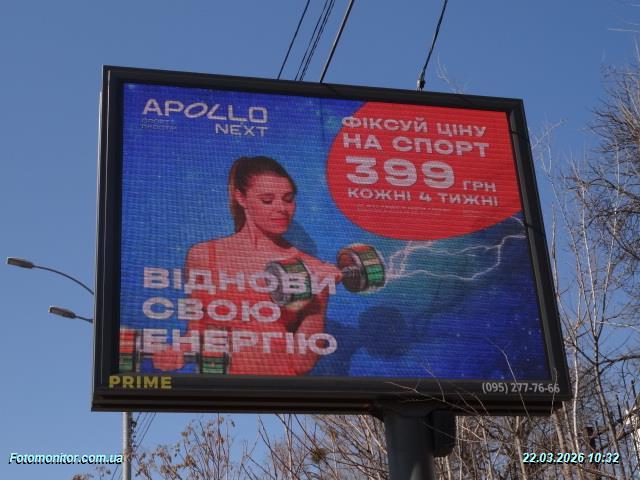 APOLLO
NEXT
ФІКСУЙ ЦІНУ
НА СПОРТ
399 ГРН
КОЖНІ 4 ТИЖНІ
ВІДНОВИ
СВОЮ
ЕНЕРГІЮ
PRIME
(095) 277-76-66
Fotomonitor.com.ua
22.03.2026 10:32